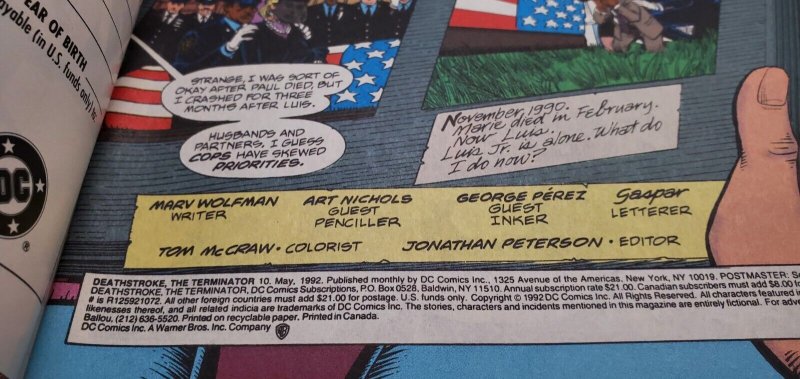 EAR OF BIRTH
ayable (in U.S. funds only) to:
DC
®
STRANGE, I WAS SORT OF
OKAY AFTER PAUL DIED, BUT
I CRASHED FOR THREE
MONTHS AFTER LUIS.
HUSBANDS AND
PARTNERS, I GUESS
COPS HAVE SKEWED
PRIORITIES.
November, 1990.
Marie died in February.
Now Luis.
Luis, Jr. is alone. What do
I do now?
MARV WOLFMAN
WRITER
ART NICHOLS
GUEST
PENCILLER
GEORGE PÉREZ
GUEST
INKER
Gaspar
LETTERER
TOM McCRAW • COLORIST
JONATHAN PETERSON • EDITOR
DEATHSTROKE, THE TERMINATOR 10. May, 1992. Published monthly by DC Comics Inc., 1325 Avenue of the Americas, New York, NY 10019. POSTMASTER: Se
DEATHSTROKE, THE TERMINATOR, DC Comics Subscriptions, P.O. Box 0528, Baldwin, NY 11510. Annual subscription rate $21.00. Canadian subscribers must add $8.00 fo
# is R125921072. All other foreign countries must add $21.00 for postage. U.S. funds only. Copyright © 1992 DC Comics Inc. All Rights Reserved. All characters featured in
likenesses thereof, and all related indicia are trademarks of DC Comics Inc. The stories, characters and incidents mentioned in this magazine are entirely fictional. For adve
Ballou, (212) 636-5520. Printed on recyclable paper. Printed in Canada.
DC Comics Inc. A Warner Bros. Inc. Company